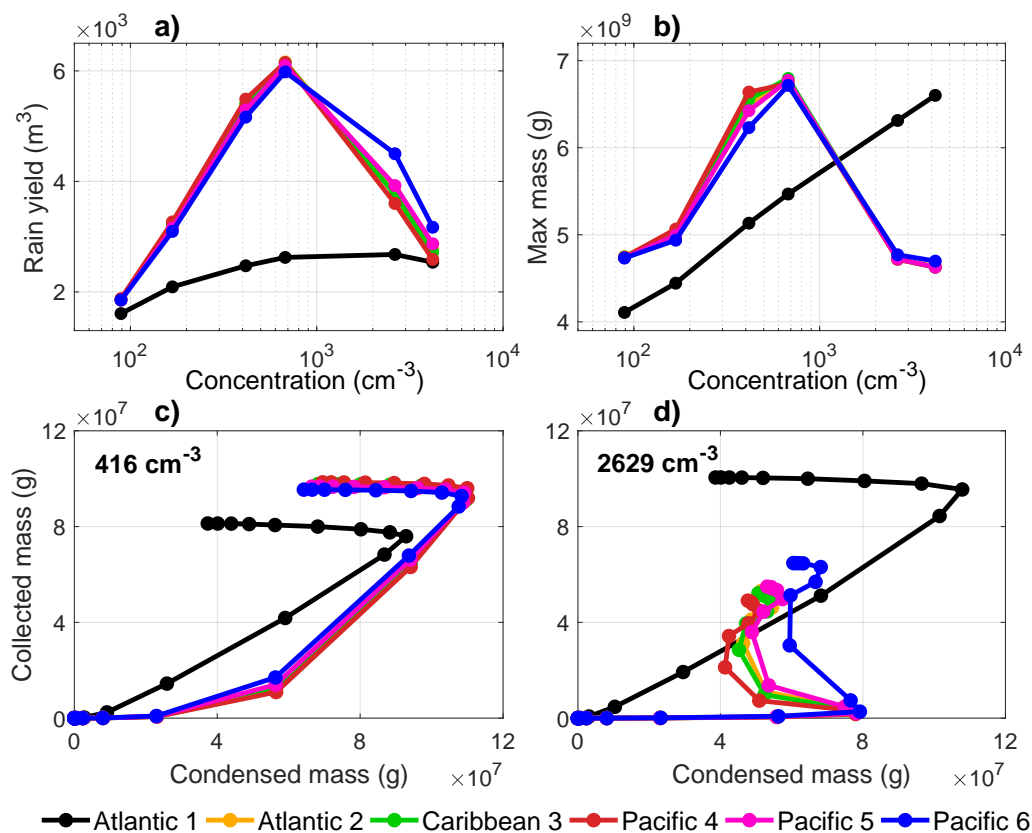 ×10³ a)
6
4
2
Rain yield (m³)
10² 10³ 10⁴
Concentration (cm⁻³)
×10⁹ b)
7
6
5
4
Max mass (g)
10² 10³ 10⁴
Concentration (cm⁻³)
×10⁷ c)
12
8
4
0
Collected mass (g)
416 cm⁻³
0 4 8 12
Condensed mass (g) ×10⁷
×10⁷ d)
12
8
4
0
2629 cm⁻³
0 4 8 12
Condensed mass (g) ×10⁷
Atlantic 1 Atlantic 2 Caribbean 3 Pacific 4 Pacific 5 Pacific 6